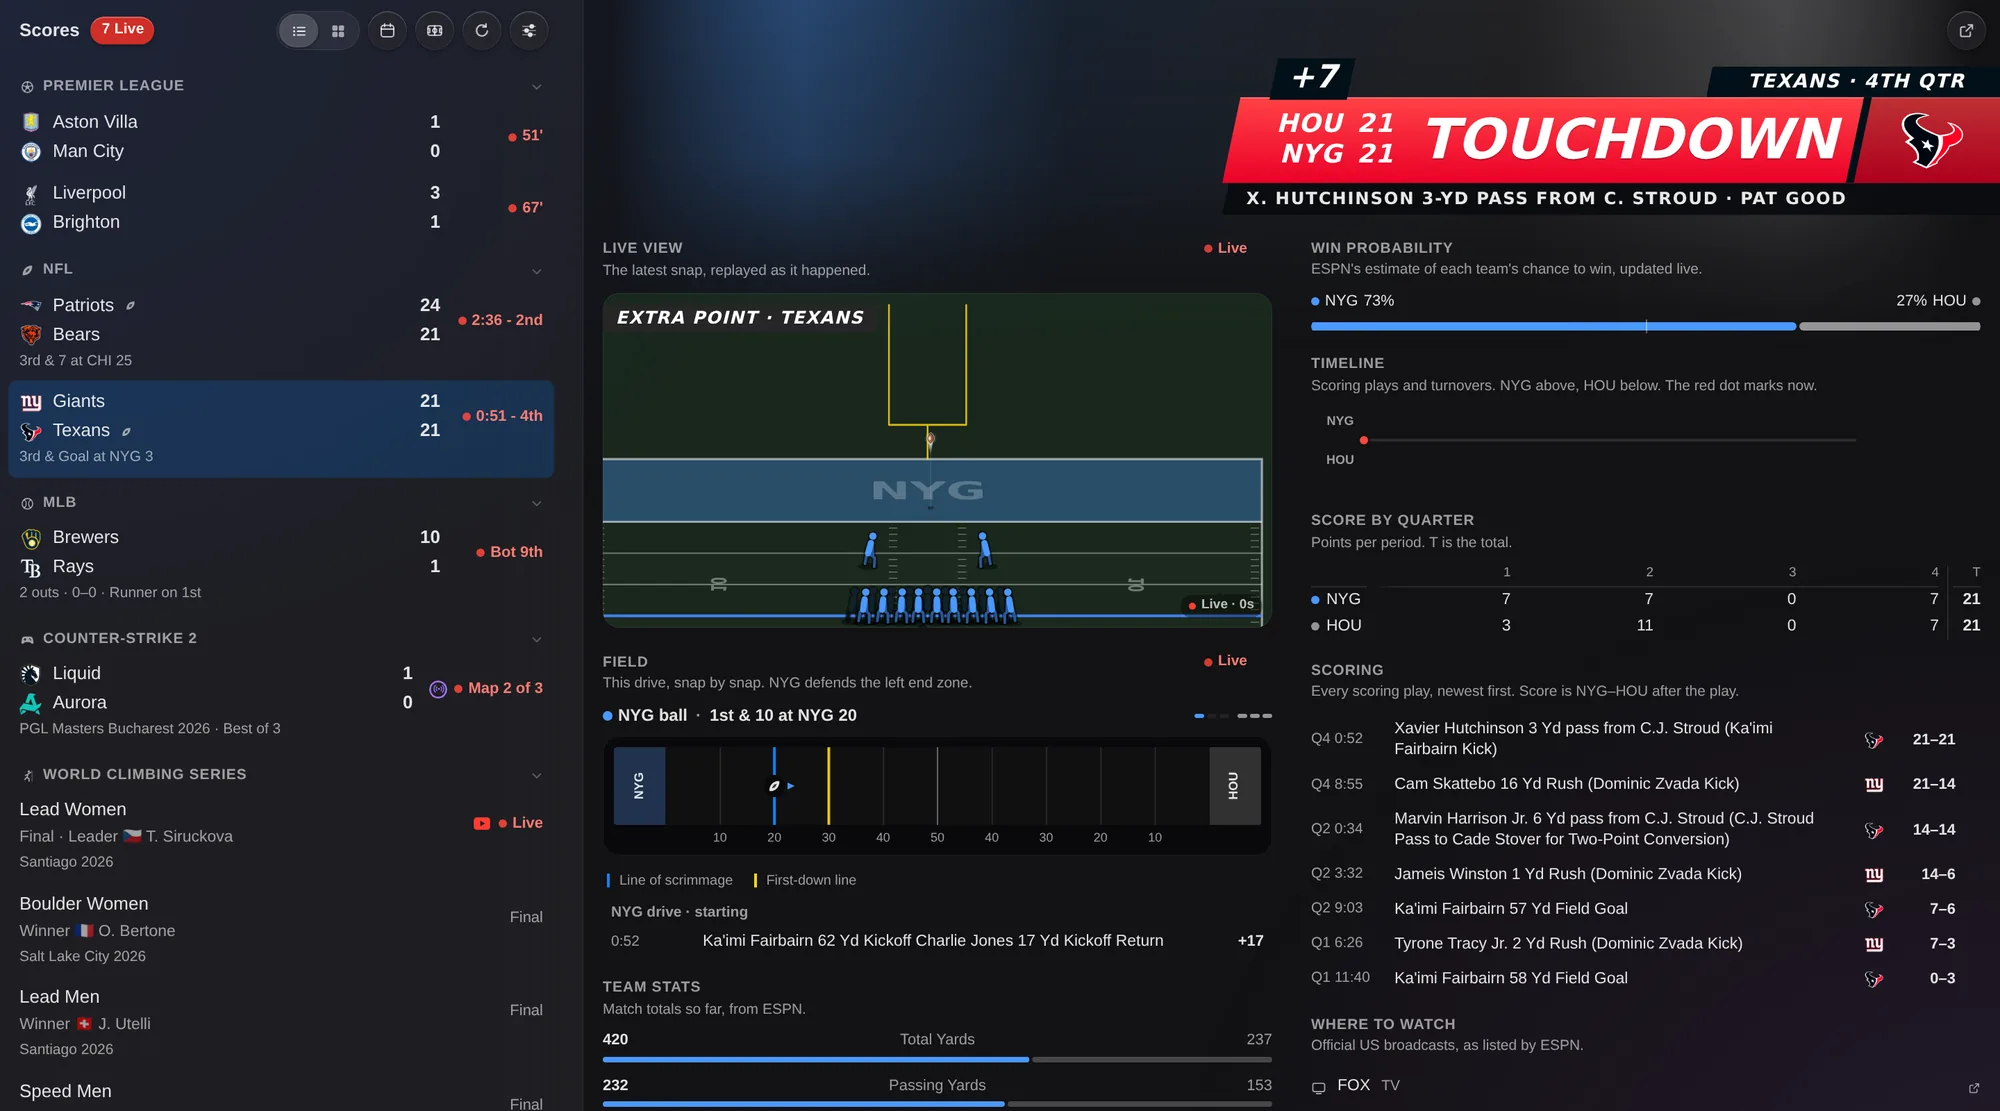 Scores
7 Live
PREMIER LEAGUE
Aston Villa 1
Man City 0
51'
Liverpool 3
Brighton 1
67'
NFL
Patriots 24
Bears 21
2:36 - 2nd
3rd & 7 at CHI 25
Giants 21
Texans 21
0:51 - 4th
3rd & Goal at NYG 3
MLB
Brewers 10
Rays 1
Bot 9th
2 outs · 0–0 · Runner on 1st
COUNTER-STRIKE 2
Liquid 1
Aurora 0
Map 2 of 3
PGL Masters Bucharest 2026 · Best of 3
WORLD CLIMBING SERIES
Lead Women
Final · Leader T. Siruckova
Live
Santiago 2026
Boulder Women
Winner O. Bertone
Final
Salt Lake City 2026
Lead Men
Winner J. Utelli
Final
Santiago 2026
Speed Men
Final
+7
TEXANS · 4TH QTR
HOU 21
NYG 21
TOUCHDOWN
X. HUTCHINSON 3-YD PASS FROM C. STROUD · PAT GOOD
LIVE VIEW
Live
The latest snap, replayed as it happened.
EXTRA POINT · TEXANS
NYG
10 10
Live · 0s
FIELD
Live
This drive, snap by snap. NYG defends the left end zone.
NYG ball · 1st & 10 at NYG 20
NYG
HOU
10 20 30 40 50 40 30 20 10
Line of scrimmage
First-down line
NYG drive · starting
0:52 Ka'imi Fairbairn 62 Yd Kickoff Charlie Jones 17 Yd Kickoff Return +17
TEAM STATS
Match totals so far, from ESPN.
420 Total Yards 237
232 Passing Yards 153
WIN PROBABILITY
ESPN's estimate of each team's chance to win, updated live.
NYG 73%
27% HOU
TIMELINE
Scoring plays and turnovers. NYG above, HOU below. The red dot marks now.
NYG
HOU
SCORE BY QUARTER
Points per period. T is the total.
1 2 3 4 T
NYG 7 7 0 7 21
HOU 3 11 0 7 21
SCORING
Every scoring play, newest first. Score is NYG–HOU after the play.
Q4 0:52 Xavier Hutchinson 3 Yd pass from C.J. Stroud (Ka'imi
Fairbairn Kick) 21–21
Q4 8:55 Cam Skattebo 16 Yd Rush (Dominic Zvada Kick) ny 21–14
Q2 0:34 Marvin Harrison Jr. 6 Yd pass from C.J. Stroud (C.J. Stroud
Pass to Cade Stover for Two-Point Conversion) 14–14
Q2 3:32 Jameis Winston 1 Yd Rush (Dominic Zvada Kick) ny 14–6
Q2 9:03 Ka'imi Fairbairn 57 Yd Field Goal 7–6
Q1 6:26 Tyrone Tracy Jr. 2 Yd Rush (Dominic Zvada Kick) ny 7–3
Q1 11:40 Ka'imi Fairbairn 58 Yd Field Goal 0–3
WHERE TO WATCH
Official US broadcasts, as listed by ESPN.
FOX TV